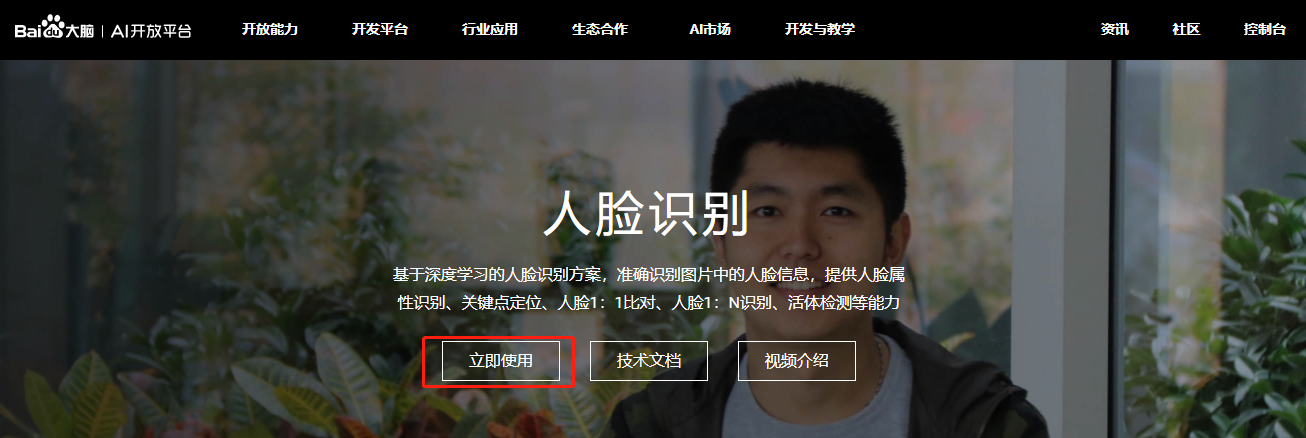 Baidu大脑 | AI开放平台 开放能力 开发平台 行业应用 生态合作 AI市场 开发与教学 资讯 社区 控制台
人脸识别
基于深度学习的人脸识别方案，准确识别图片中的人脸信息，提供人脸属
性识别、关键点定位、人脸1：1比对、人脸1：N识别、活体检测等能力
立即使用 技术文档 视频介绍